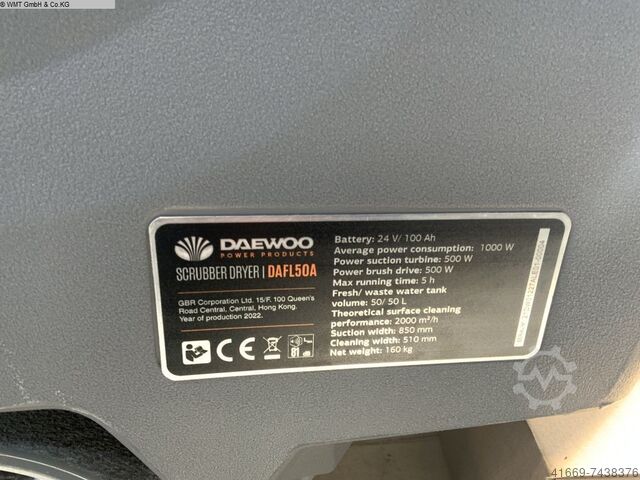 © WMT GmbH & Co.KG
DAEWOO
POWER PRODUCTS
SCRUBBER DRYER | DAFL50A
GBR Corporation Ltd. 15/F. 100 Queen's
Road Central, Central, Hong Kong.
Year of production 2022.
CE
Battery: 24 V/ 100 Ah
Average power consumption: 1000 W
Power suction turbine: 500 W
Power brush drive: 500 W
Max running time: 5 h
Fresh/ waste water tank
volume: 50/ 50 L
Theoretical surface cleaning
performance: 2000 m²/h
Suction width: 850 mm
Cleaning width: 510 mm
Net weight: 160 kg
41669-7438376